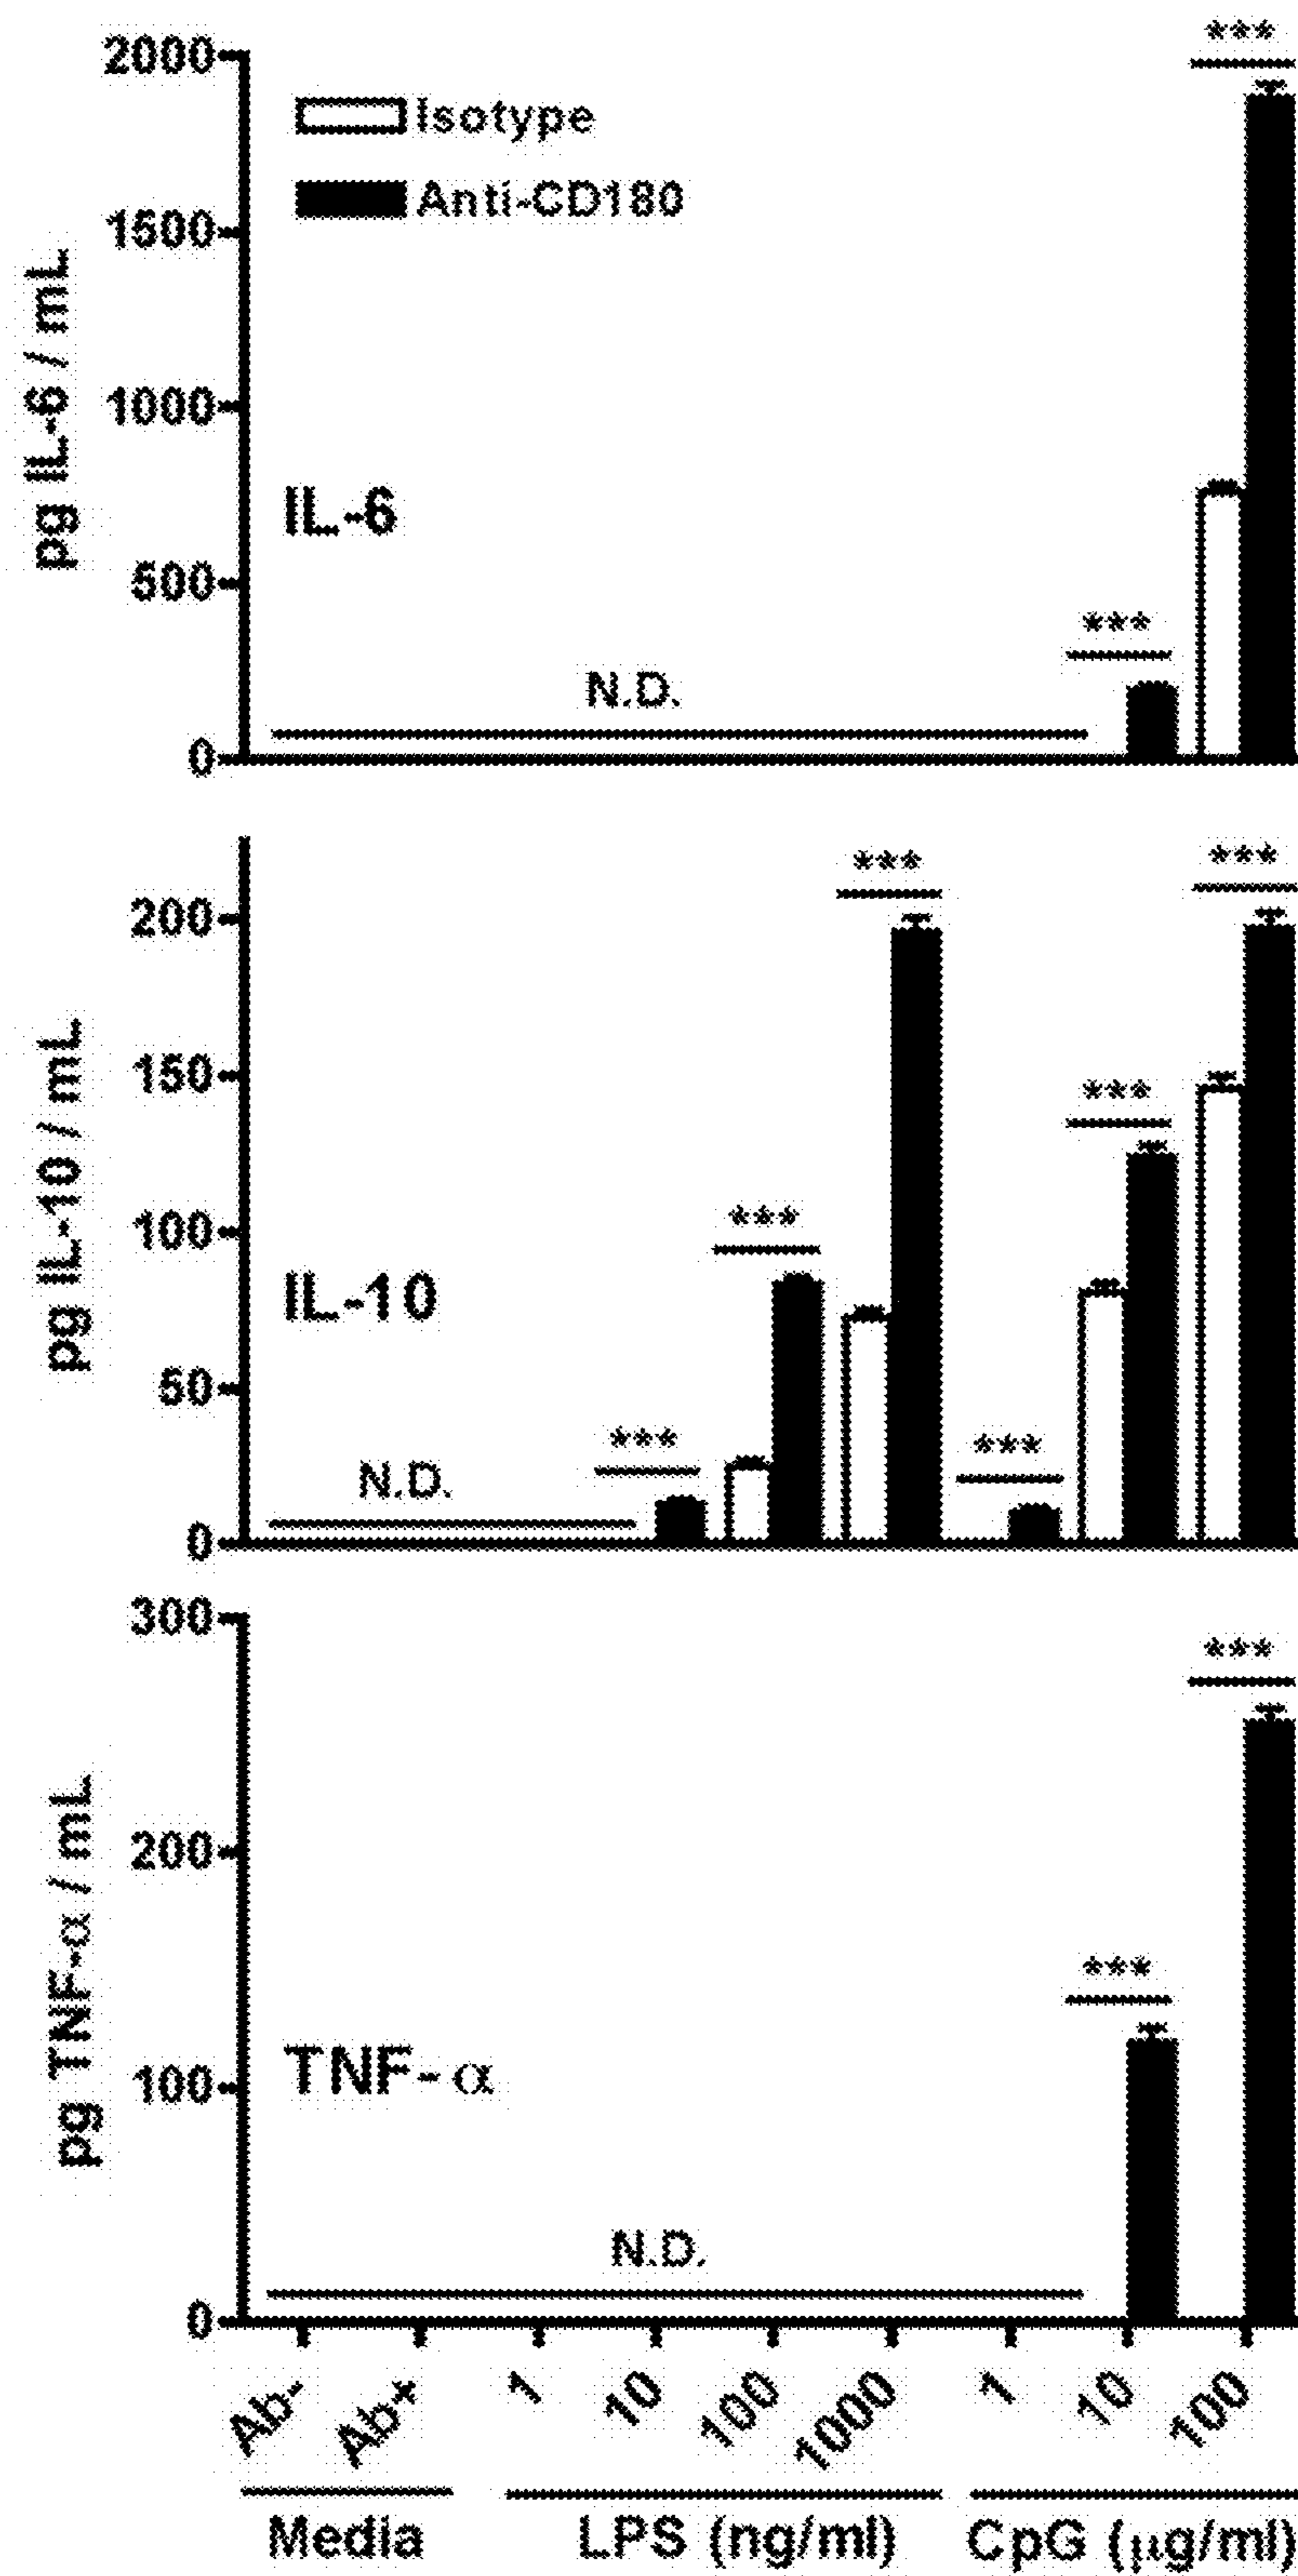 ***
2000
Isotype
Anti-CD180
1500
pg IL-6 / mL
1000
IL-6
500
***
N.D.
0
*** ***
200
150
***
pg IL-10 / mL
***
100
IL-10
50
*** ***
N.D.
0
300
***
200
pg TNF-α / mL
***
TNF-α
100
N.D.
0
Ab- Ab+ 1 10 100 1000 1 10 100
Media LPS (ng/ml) CpG (μg/ml)